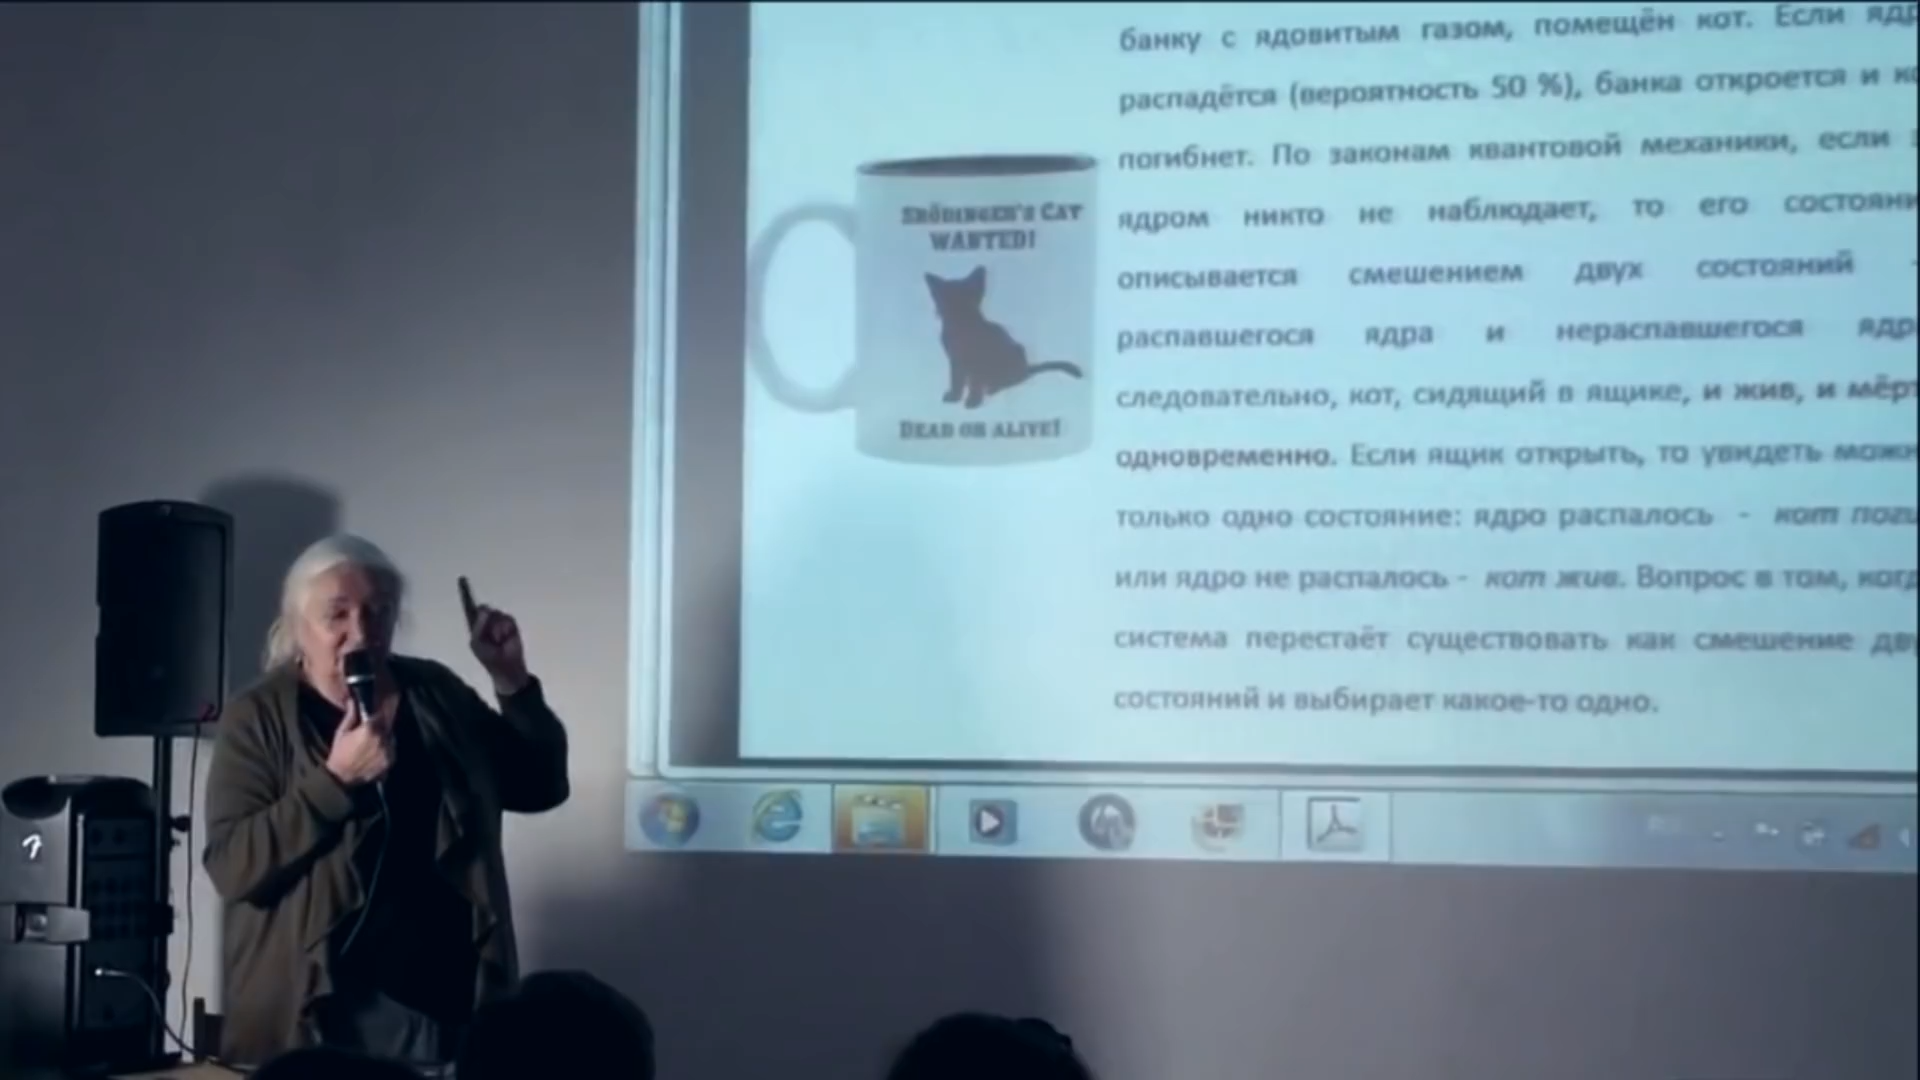 банку с ядовитым газом, помещён кот. Если
распадётся (вероятность 50 %), банка откроется и
погибнет. По законам квантовой механики, если
ядром никто не наблюдает, то его
описывается смешением двух состояний -
распавшегося ядра и нераспавшегося
следовательно, кот, сидящий в ящике, и жив, и
одновременно. Если ящик открыть, то увидеть
только одно состояние: ядро распалось - кот
или ядро не распалось - кот жив. Вопрос в том,
система перестаёт существовать как смешение
состояний и выбирает какое-то одно.
SRÖDINGER'S CAT
WANTED!
DEAD OR ALIVE!